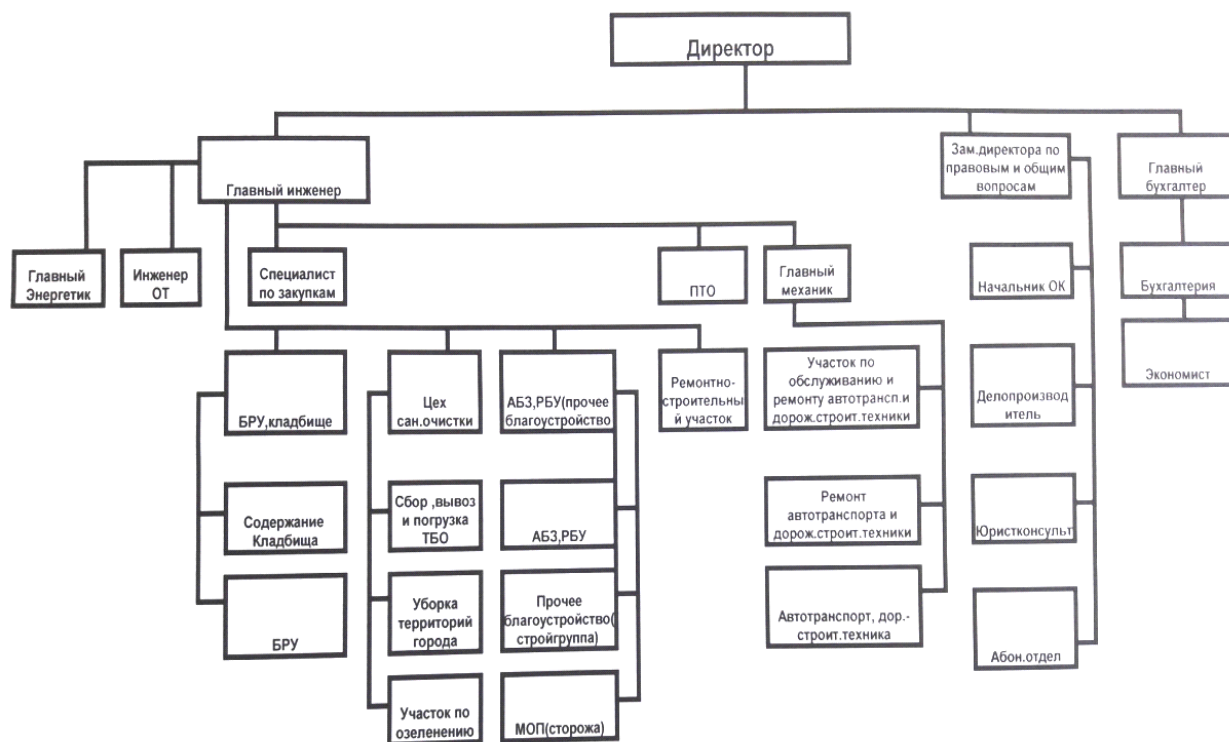 Директор
Главный инженер
Зам.директора по
правовым и общим
вопросам
Главный
бухгалтер
Главный
Энергетик
Инженер
ОТ
Специалист
по закупкам
ПТО
Главный
механик
Начальник ОК
Бухгалтерия
БРУ,кладбище
Цех
сан.очистки
АБЗ,РБУ(прочее
благоустройство
Ремонтно-
строительны
й участок
Участок по
обслуживанию и
ремонту автотрансп.и
дорож.строит.техники
Делопроизвод
итель
Экономист
Содержание
Кладбища
Сбор ,вывоз
и погрузка
ТБО
АБЗ,РБУ
Ремонт
автотранспорта и
дорож.строит.техники
Юристконсульт
БРУ
Уборка
территорий
города
Прочее
благоустройство(
стройгруппа)
Автотранспорт, дор.-
строит.техника
Абон.отдел
Участок по
озеленению
МОП(сторожа)